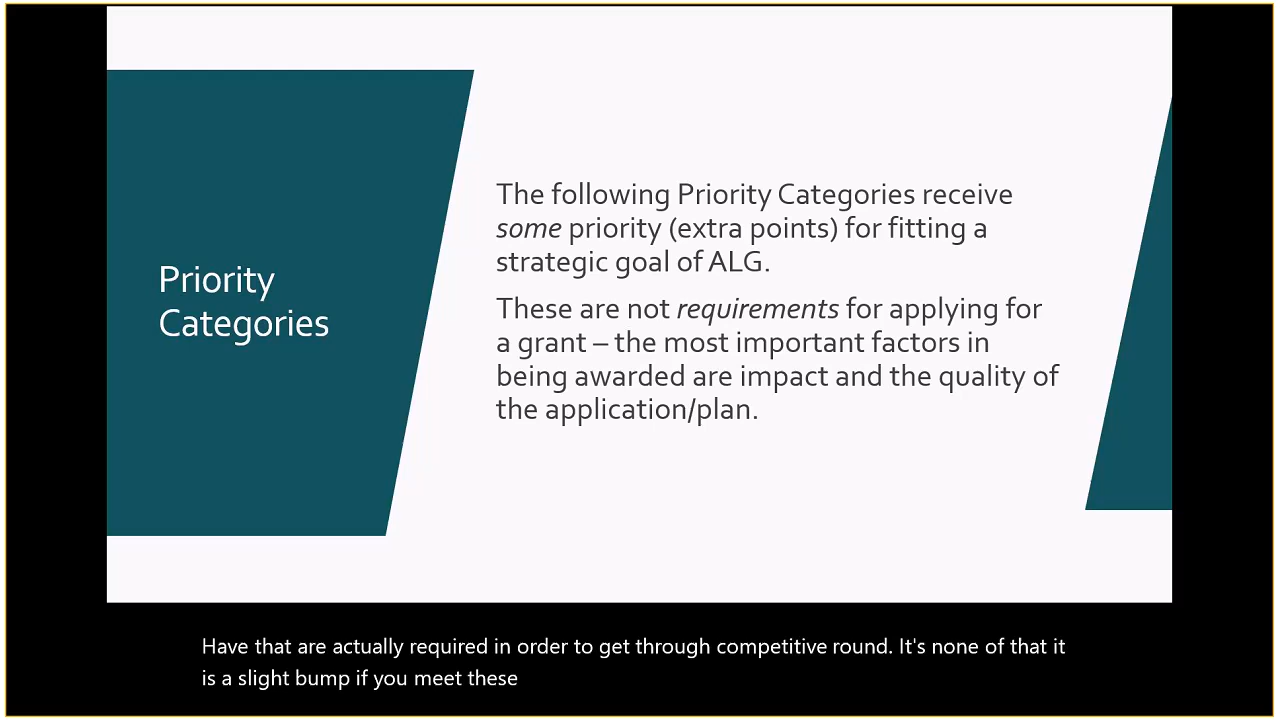 Priority
Categories
The following Priority Categories receive
some priority (extra points) for fitting a
strategic goal of ALG.
These are not requirements for applying for
a grant – the most important factors in
being awarded are impact and the quality of
the application/plan.
Have that are actually required in order to get through competitive round. It's none of that it
is a slight bump if you meet these